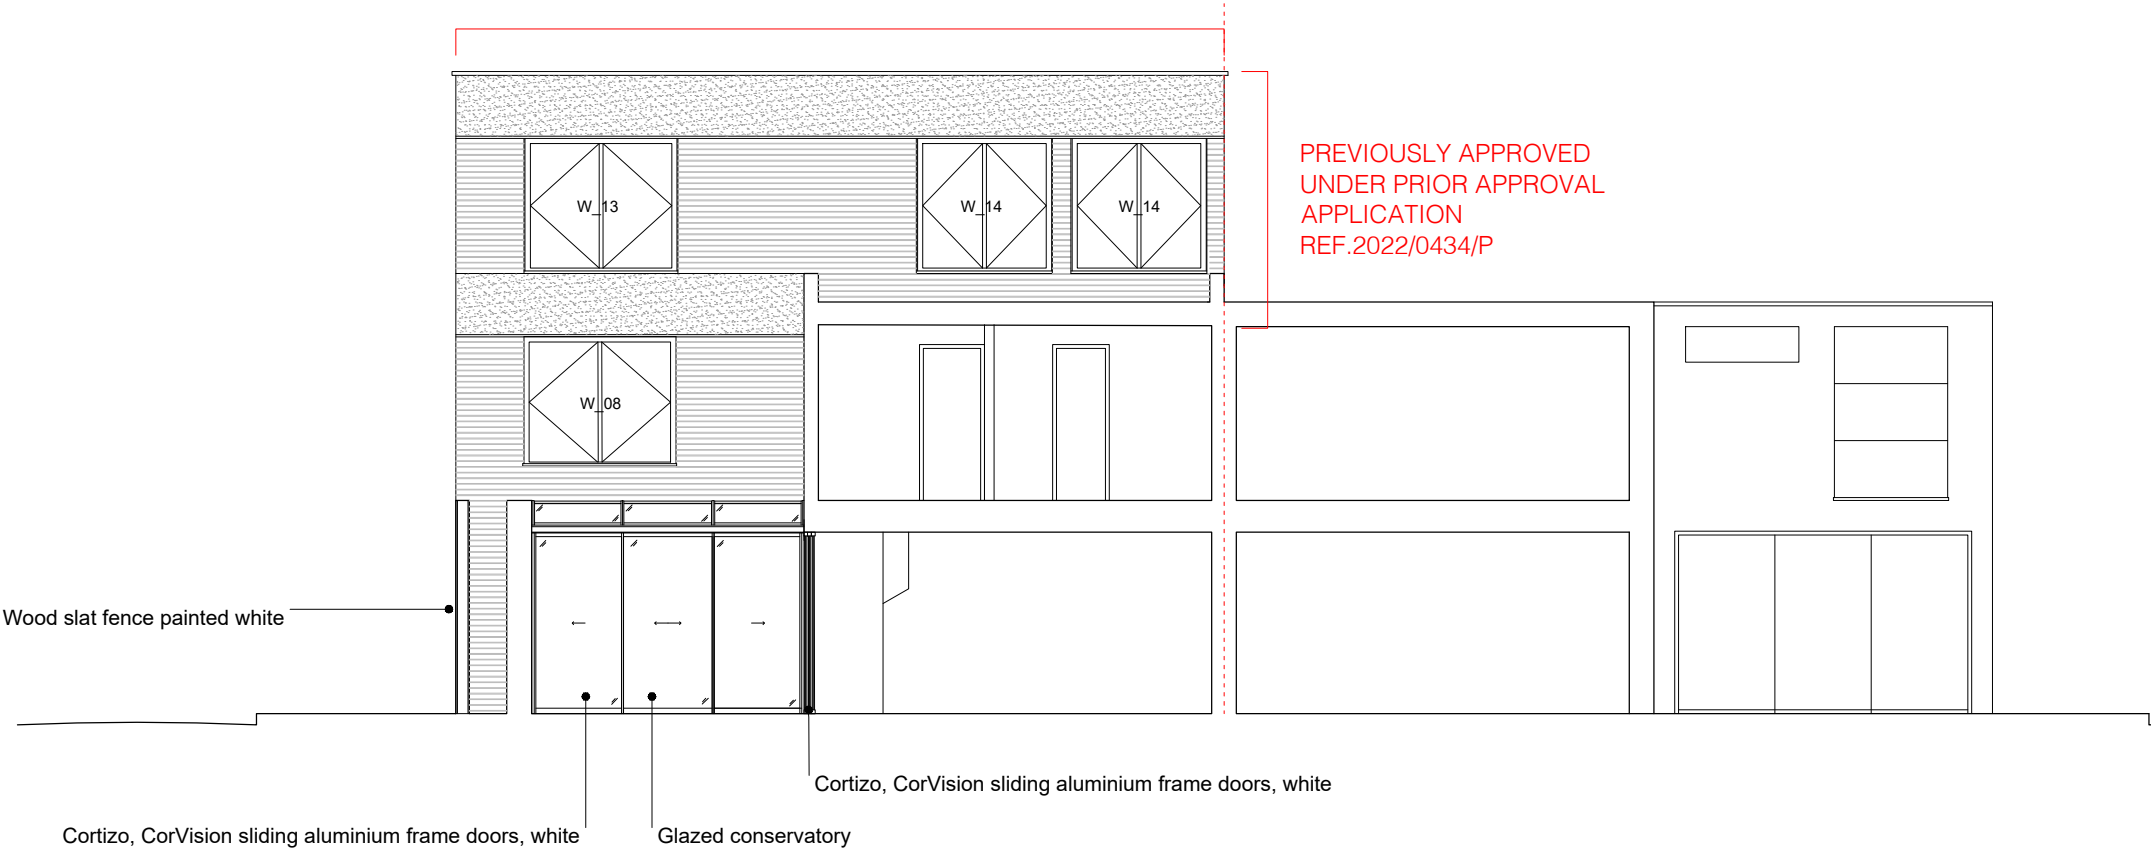 PREVIOUSLY APPROVED
UNDER PRIOR APPROVAL
APPLICATION
REF.2022/0434/P
W_13
W_14
W_14
W_08
Wood slat fence painted white
Cortizo, CorVision sliding aluminium frame doors, white
Cortizo, CorVision sliding aluminium frame doors, white
Glazed conservatory